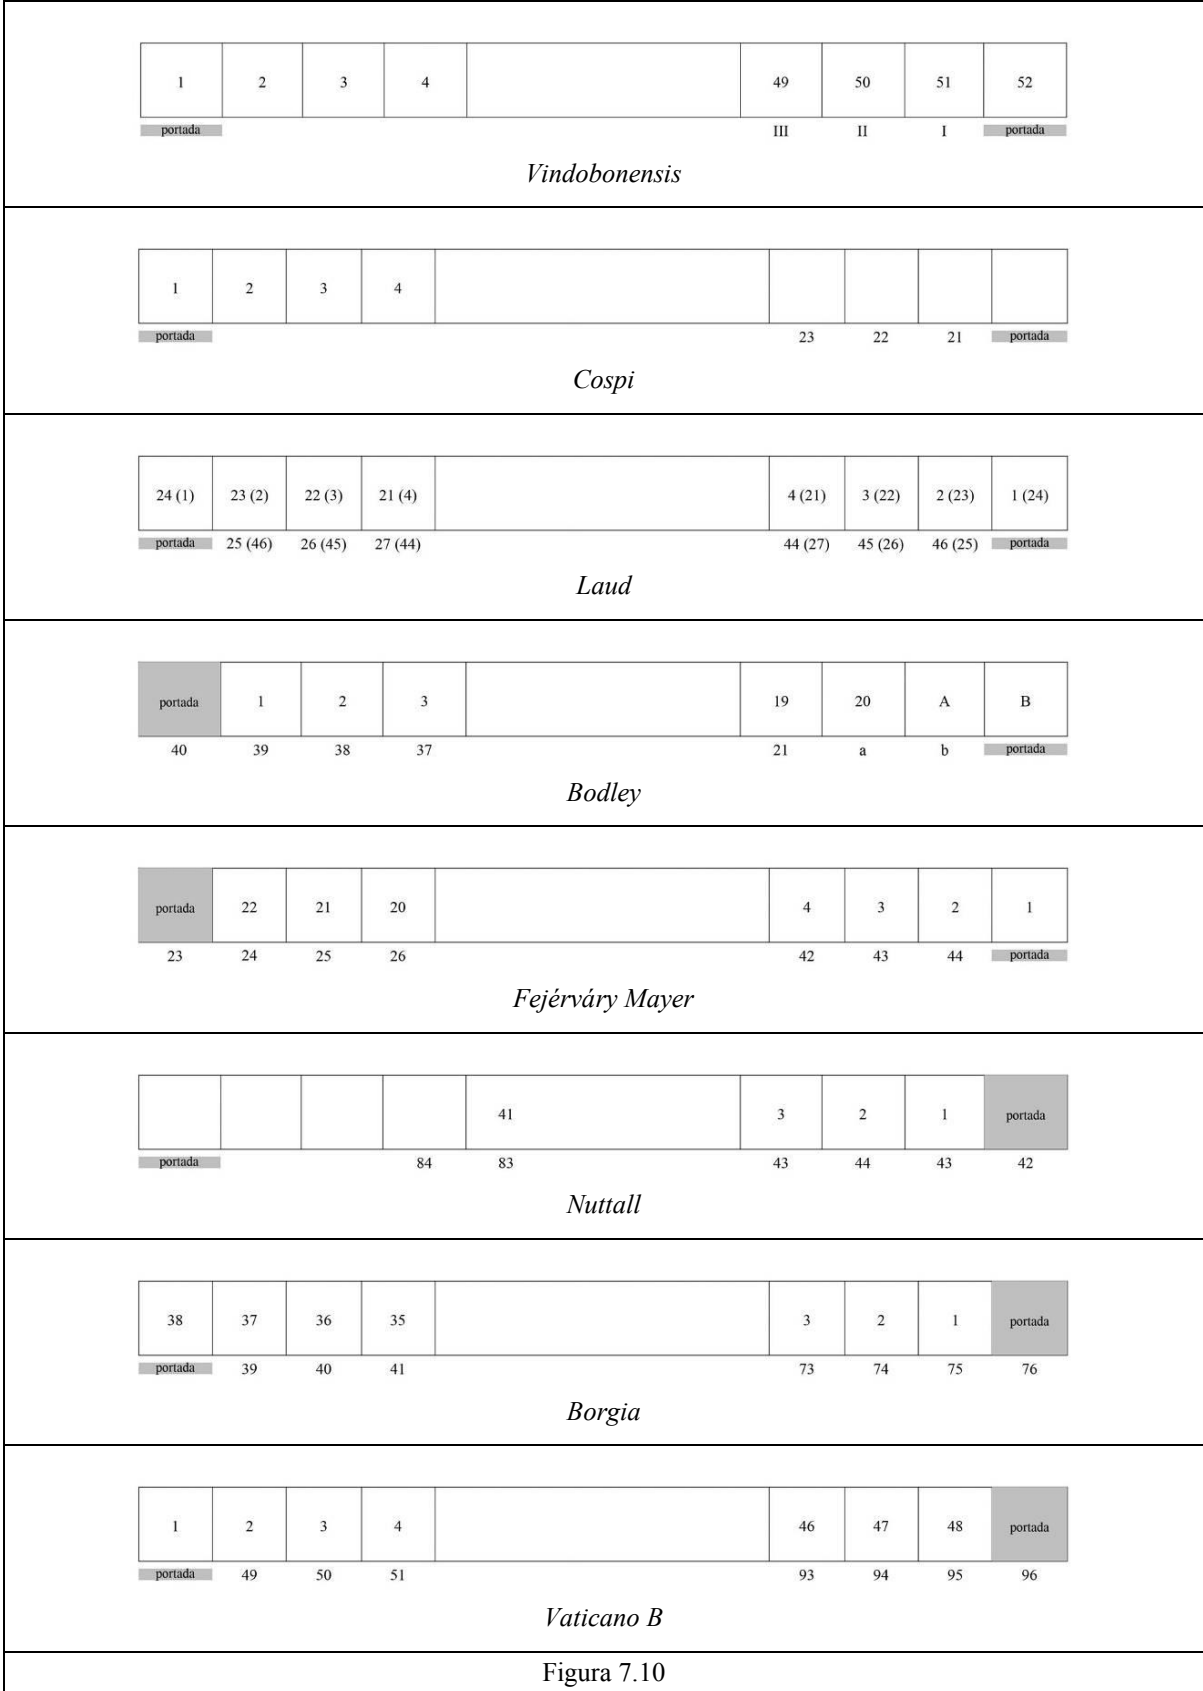 1 2 3 4 49 50 51 52
portada III II I portada
Vindobonensis
1 2 3 4
portada 23 22 21 portada
Cospi
24 (1) 23 (2) 22 (3) 21 (4) 4 (21) 3 (22) 2 (23) 1 (24)
portada 25 (46) 26 (45) 27 (44) 44 (27) 45 (26) 46 (25) portada
Laud
portada 1 2 3 19 20 A B
40 39 38 37 21 a b portada
Bodley
portada 22 21 20 4 3 2 1
23 24 25 26 42 43 44 portada
Fejérváry Mayer
41 3 2 1 portada
portada 84 83 43 44 43 42
Nuttall
38 37 36 35 3 2 1 portada
portada 39 40 41 73 74 75 76
Borgia
1 2 3 4 46 47 48 portada
portada 49 50 51 93 94 95 96
Vaticano B
Figura 7.10